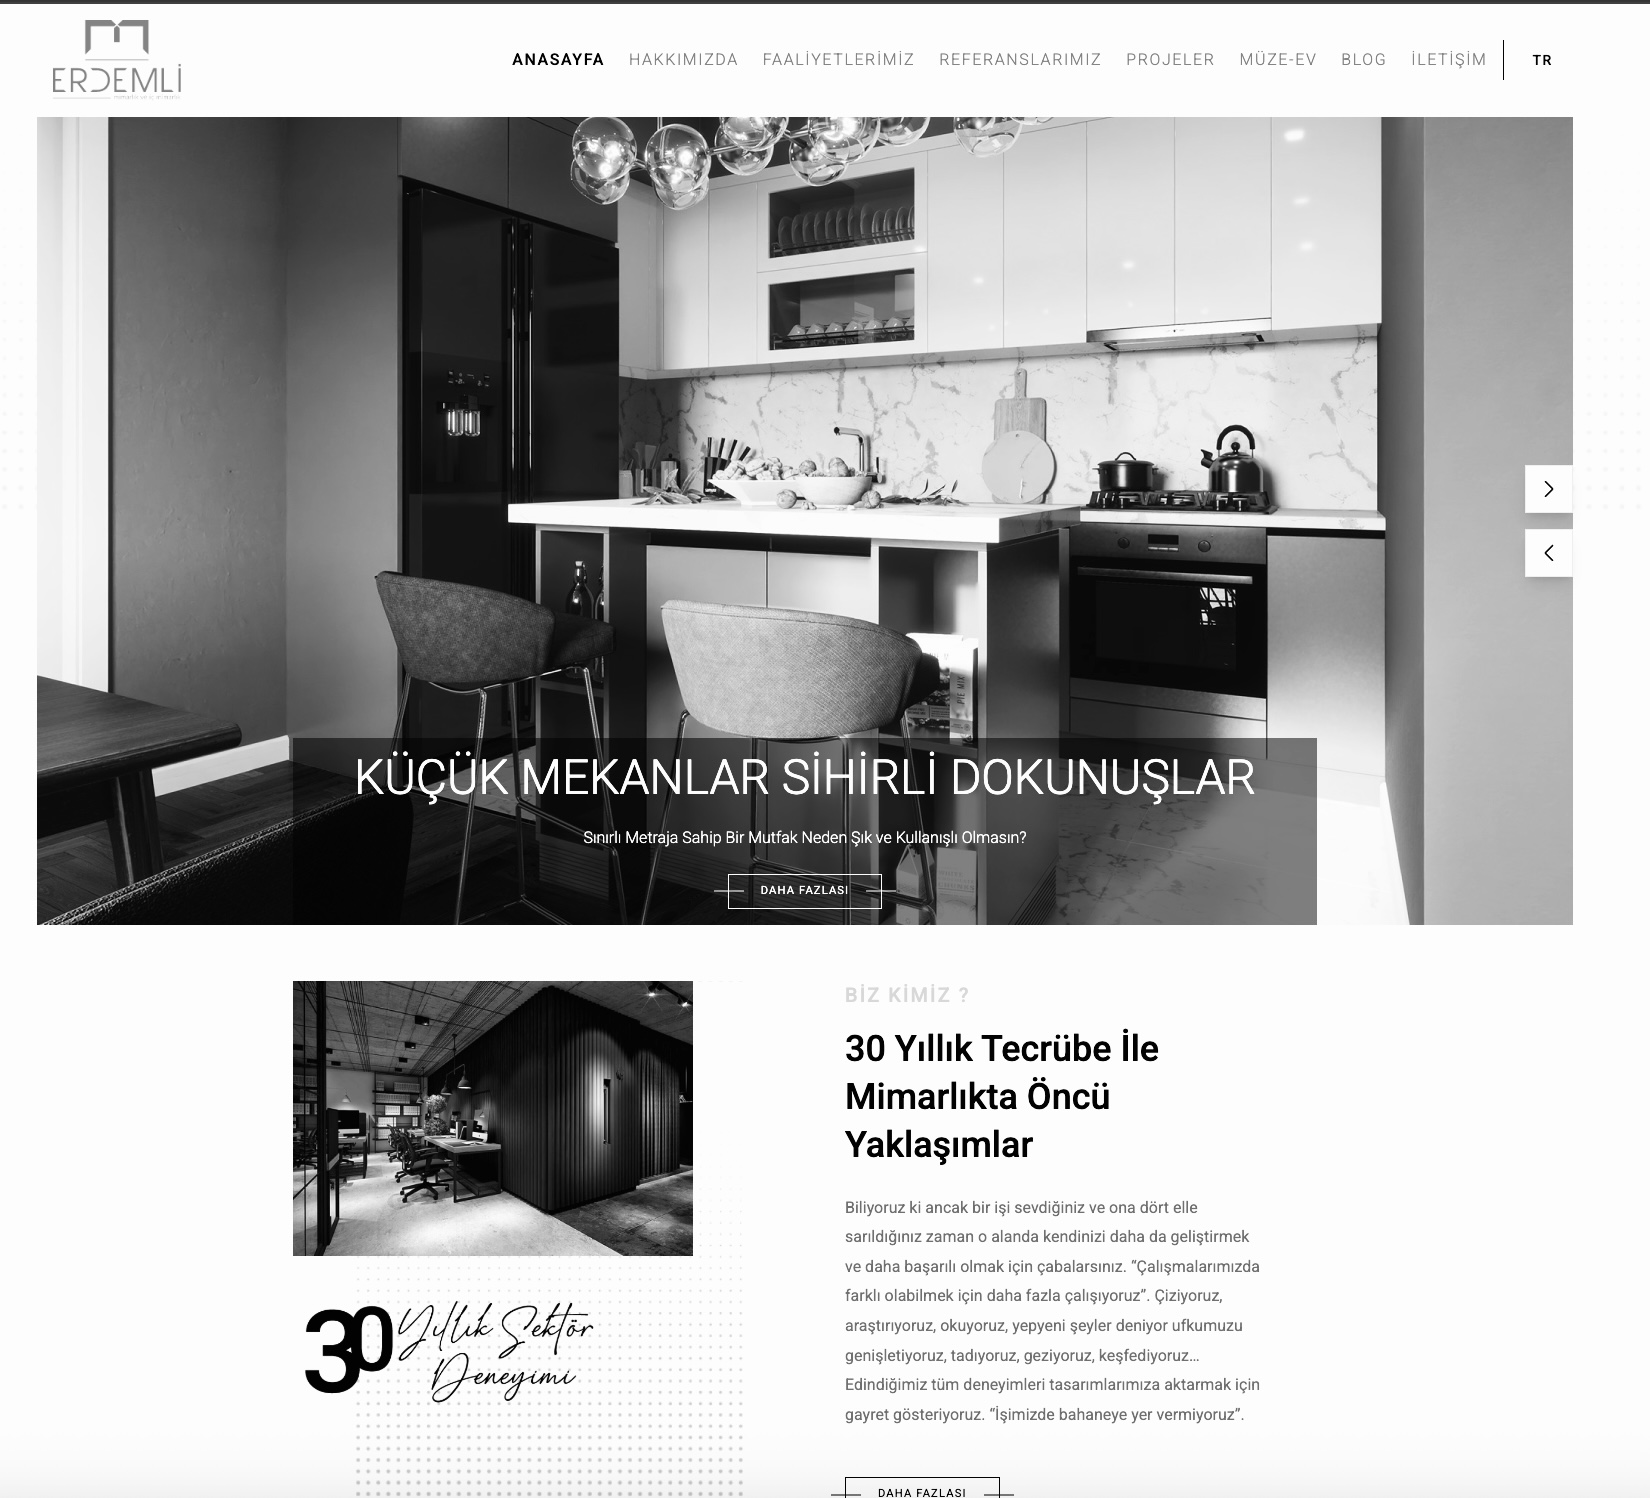 ERDEMLİ
ANASAYFA HAKKIMIZDA FAALİYETLERİMİZ REFERANSLARIMIZ PROJELER MÜZE-EV BLOG İLETİŞİM TR
KÜÇÜK MEKANLAR SİHİRLİ DOKUNUŞLAR
Sınırlı Metraja Sahip Bir Mutfak Neden Şık ve Kullanışlı Olmasın?
DAHA FAZLASI
30 Yıllık Sektör
Deneyimi
BİZ KİMİZ ?
30 Yıllık Tecrübe İle
Mimarlıkta Öncü
Yaklaşımlar
Biliyoruz ki ancak bir işi sevdiğiniz ve ona dört elle
sarıldığınız zaman o alanda kendinizi daha da geliştirmek
ve daha başarılı olmak için çabalarsınız. “Çalışmalarımızda
farklı olabilmek için daha fazla çalışıyoruz”. Çiziyoruz,
araştırıyoruz, okuyoruz, yepyeni şeyler deniyor ufkumuzu
genişletiyoruz, tadıyoruz, geziyoruz, keşfediyoruz…
Edindiğimiz tüm deneyimleri tasarımlarımıza aktarmak için
gayret gösteriyoruz. “İşimizde bahaneye yer vermiyoruz”.
DAHA FAZLASI